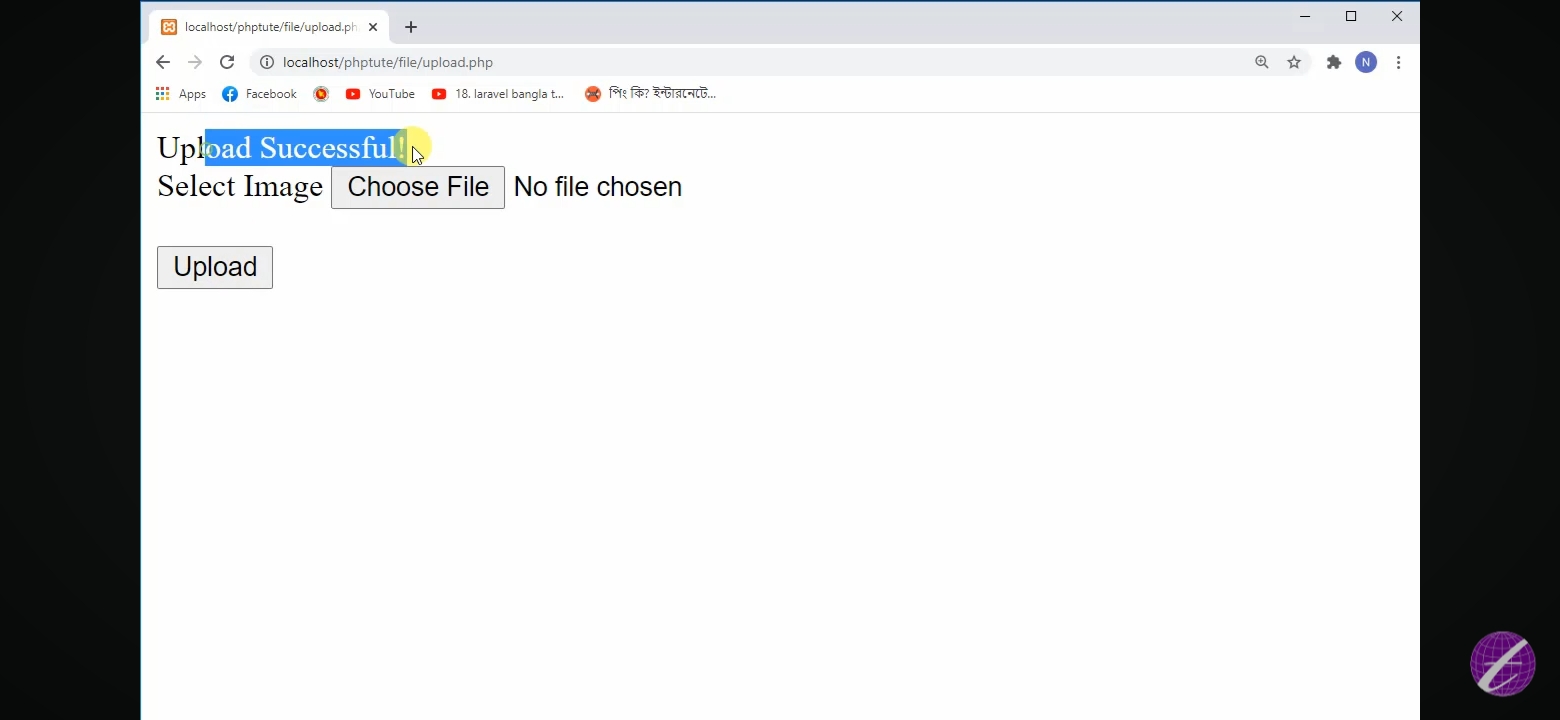 localhost/phptute/file/upload.ph
localhost/phptute/file/upload.php
N
Apps Facebook YouTube 18. laravel bangla t... পিং কি? ইন্টারনেটে...
Upload Successful!
Select Image Choose File No file chosen
Upload